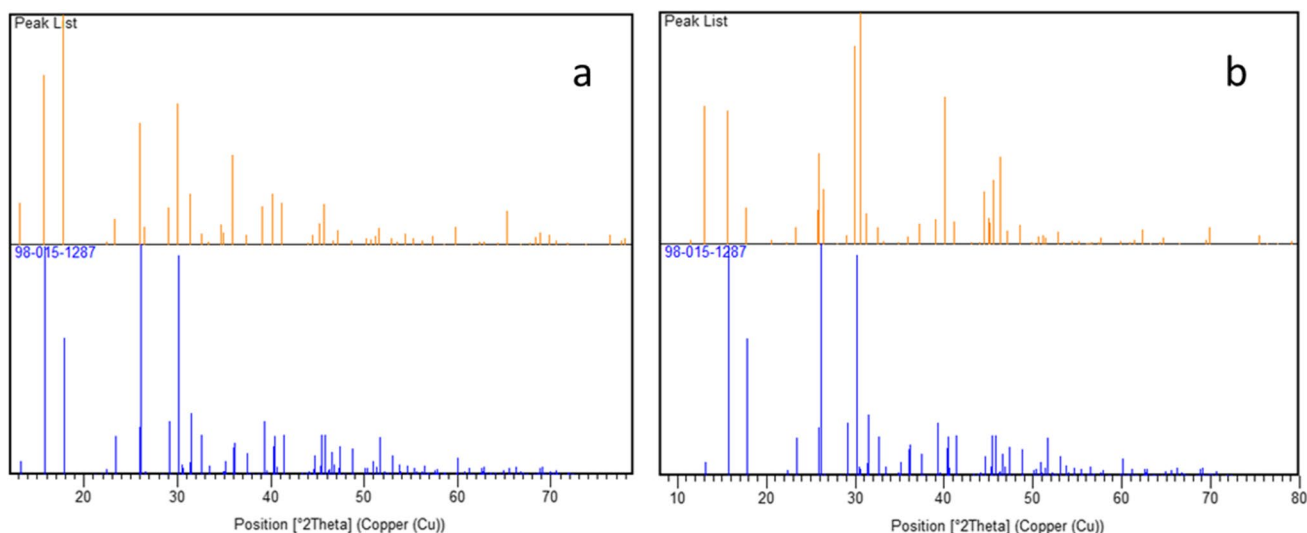 Peak List
a
98-015-1287
20 30 40 50 60 70
Position [°2Theta] (Copper (Cu))
Peak List
b
98-015-1287
10 20 30 40 50 60 70 80
Position [°2Theta] (Copper (Cu))